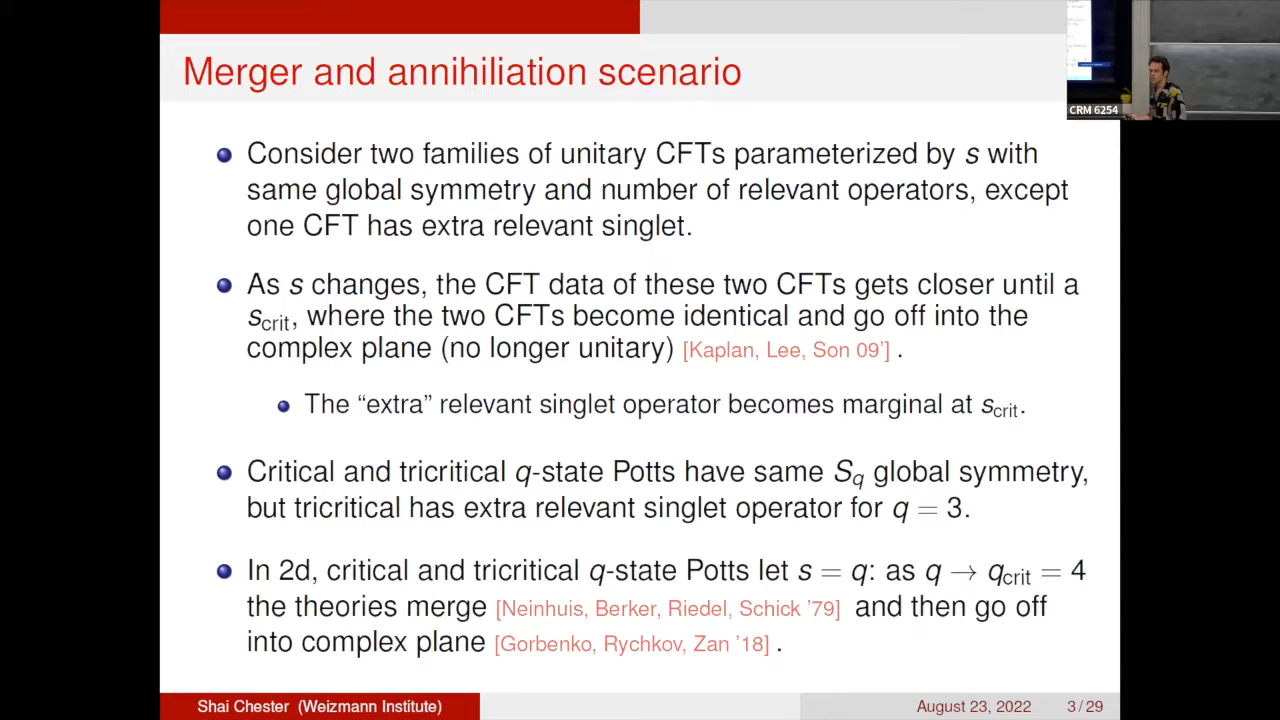 Merger and annihiliation scenario
CRM 6254
Consider two families of unitary CFTs parameterized by s with
same global symmetry and number of relevant operators, except
one CFT has extra relevant singlet.
As s changes, the CFT data of these two CFTs gets closer until a
s_crit, where the two CFTs become identical and go off into the
complex plane (no longer unitary) [Kaplan, Lee, Son 09'] .
The “extra” relevant singlet operator becomes marginal at s_crit.
Critical and tricritical q-state Potts have same S_q global symmetry,
but tricritical has extra relevant singlet operator for q = 3.
In 2d, critical and tricritical q-state Potts let s = q: as q → q_crit = 4
the theories merge [Neinhuis, Berker, Riedel, Schick '79] and then go off
into complex plane [Gorbenko, Rychkov, Zan '18] .
Shai Chester (Weizmann Institute)
August 23, 2022 3 / 29